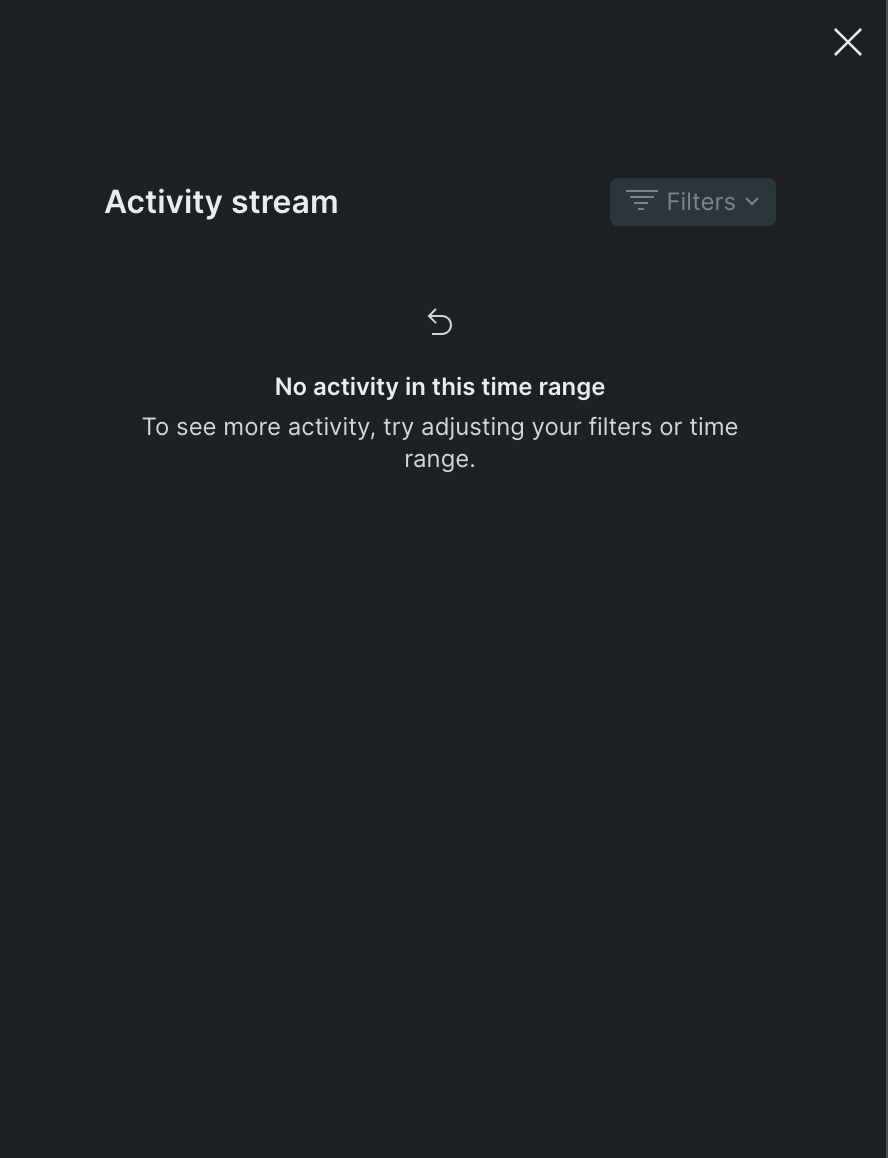 Activity stream
Filters
No activity in this time range
To see more activity, try adjusting your filters or time
range.